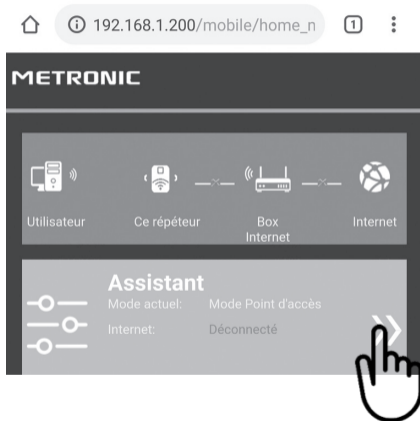 192.168.1.200/mobile/home_n
1
METRONIC
Utilisateur
Ce répéteur
Box
Internet
Internet
Assistant
Mode actuel: Mode Point d'accès
Internet: Déconnecté